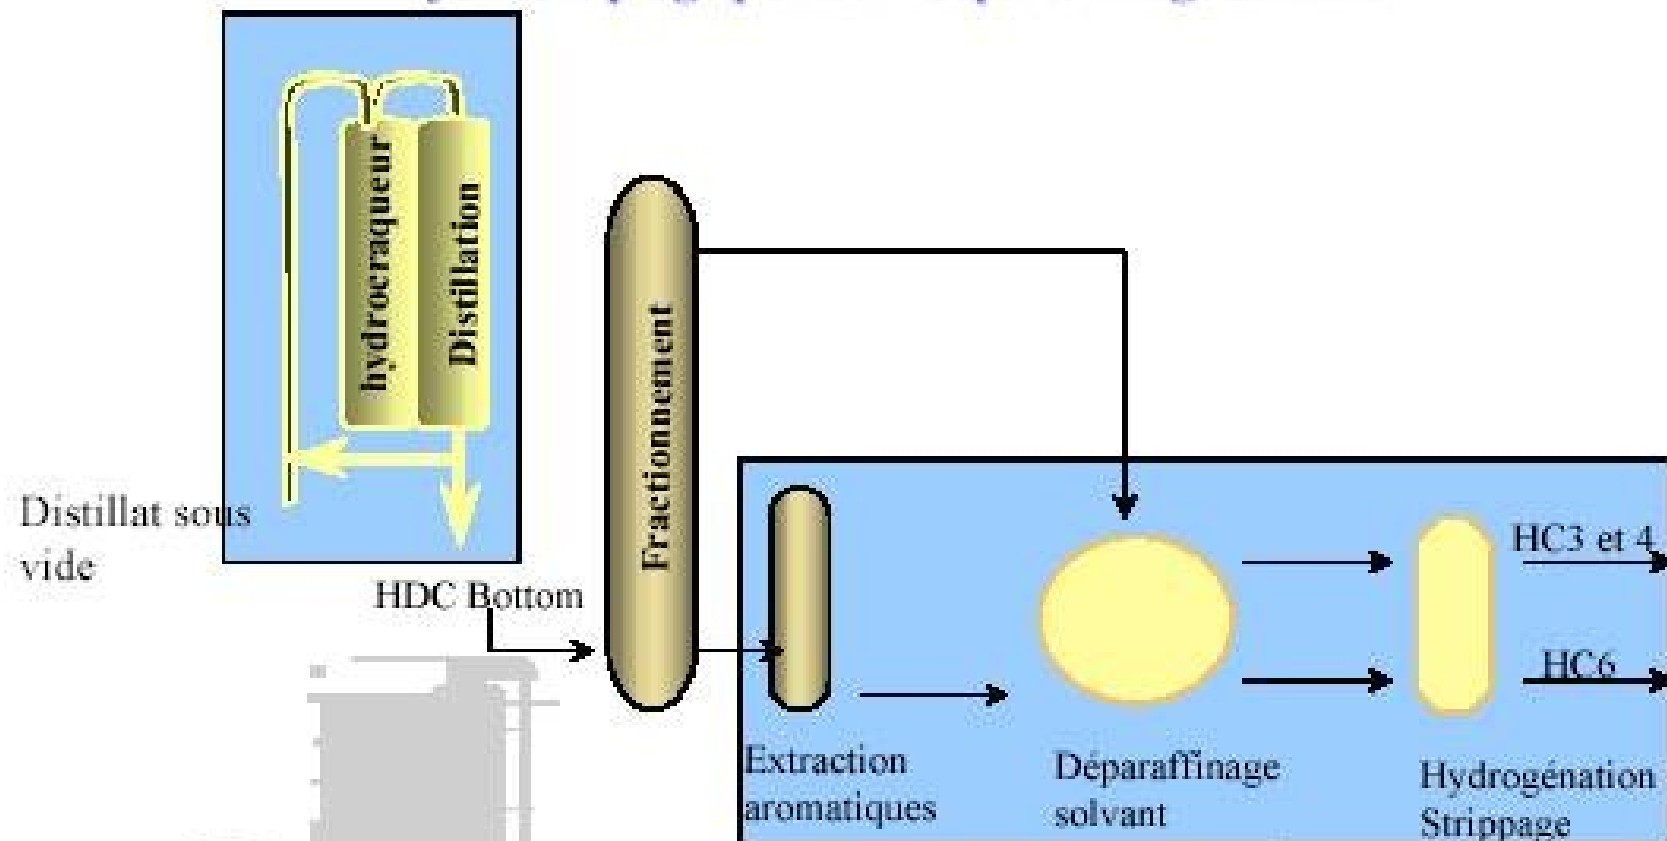 hydrocraqueur
Distillation
Fractionnement
Distillat sous
vide
HDC Bottom
HC3 et 4
HC6
Extraction
aromatiques
Déparaffinage
solvant
Hydrogénation
Strippage